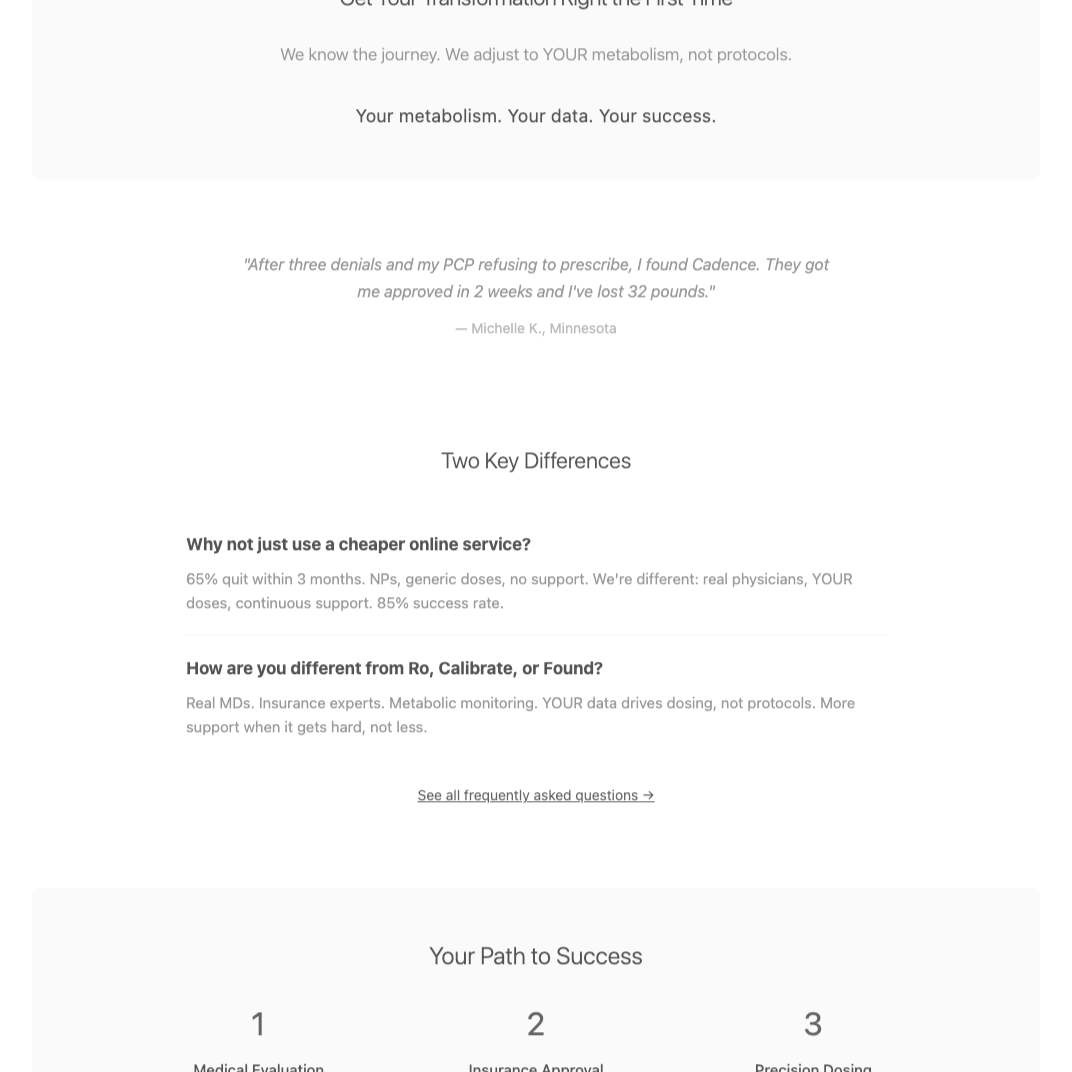 Get Your Transformation Right the First Time
We know the journey. We adjust to YOUR metabolism, not protocols.
Your metabolism. Your data. Your success.
"After three denials and my PCP refusing to prescribe, I found Cadence. They got
me approved in 2 weeks and I've lost 32 pounds."
— Michelle K., Minnesota
Two Key Differences
Why not just use a cheaper online service?
65% quit within 3 months. NPs, generic doses, no support. We're different: real physicians, YOUR
doses, continuous support. 85% success rate.
How are you different from Ro, Calibrate, or Found?
Real MDs. Insurance experts. Metabolic monitoring. YOUR data drives dosing, not protocols. More
support when it gets hard, not less.
See all frequently asked questions →
Your Path to Success
1 2 3
Medical Evaluation Insurance Approval Precision Dosing